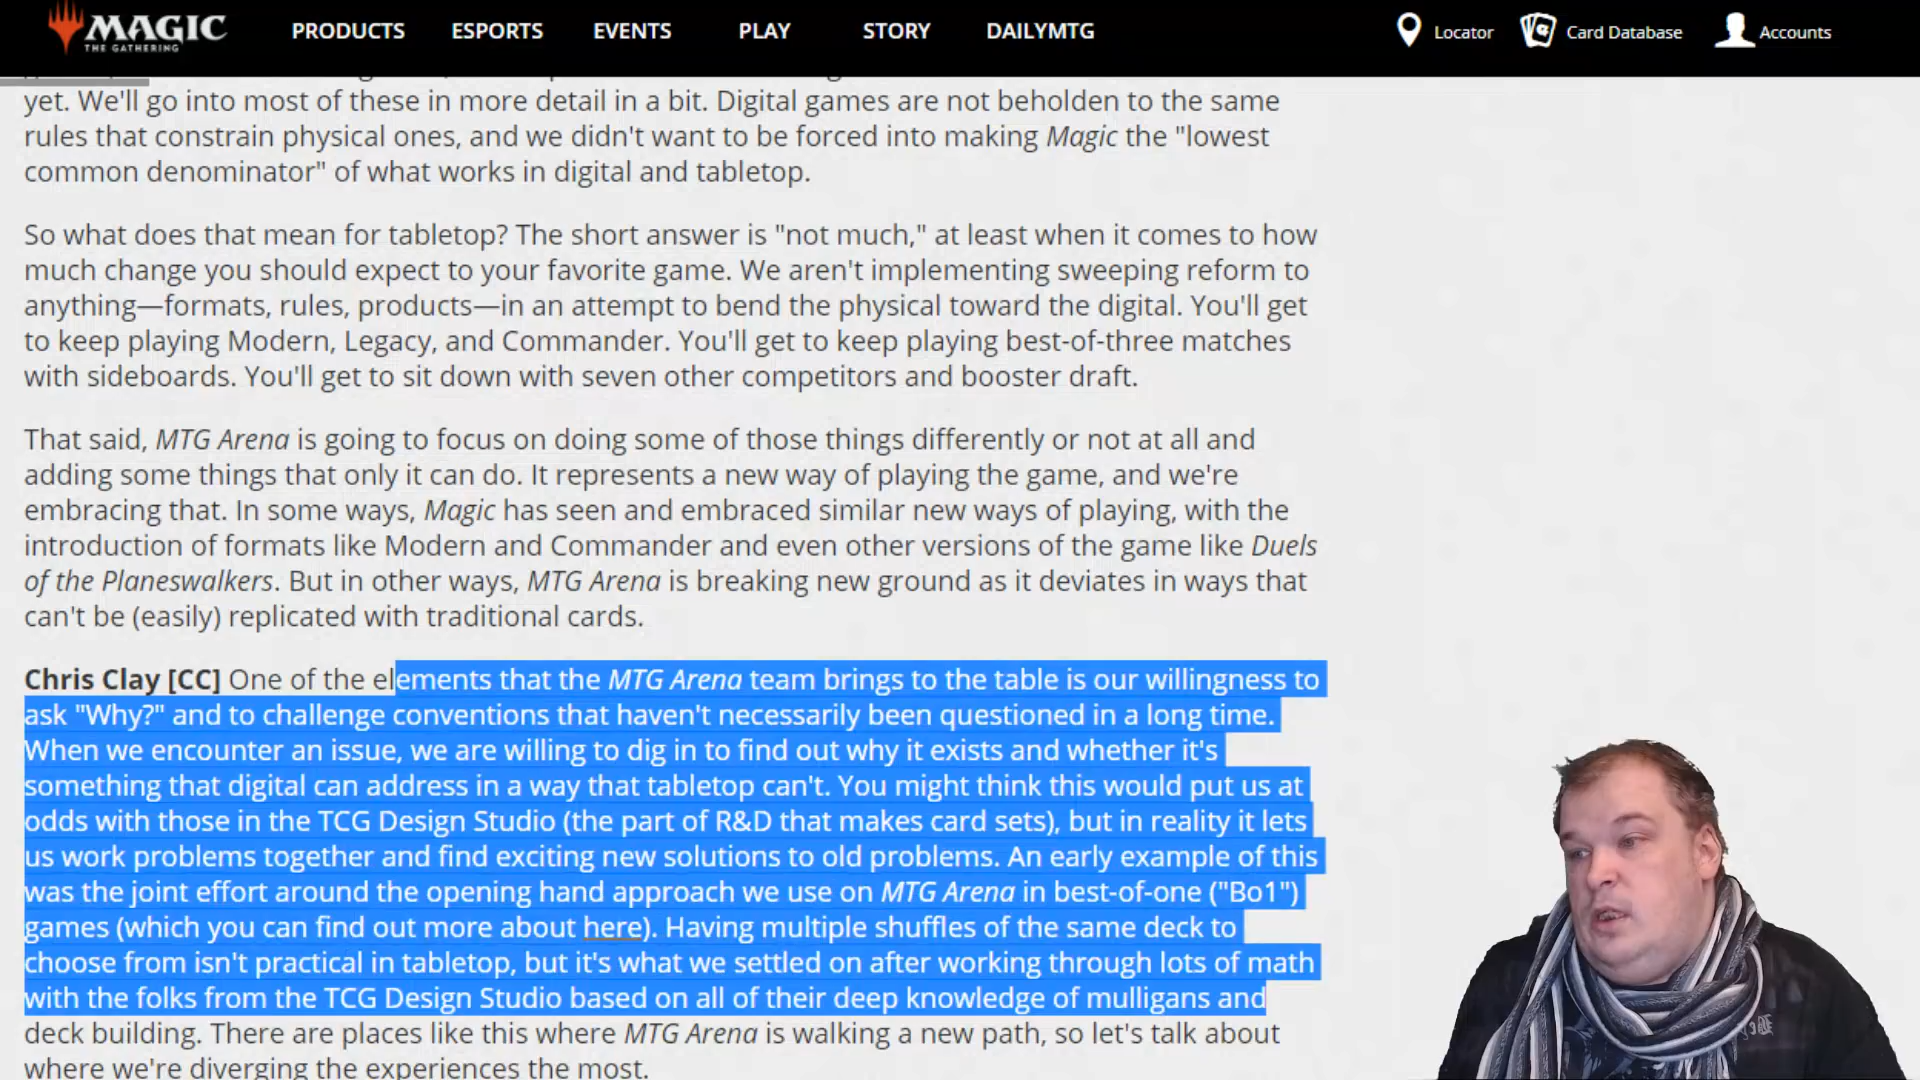 MAGIC
THE GATHERING
PRODUCTS
ESPORTS
EVENTS
PLAY
STORY
DAILYMTG
Locator
Card Database
Accounts
yet. We'll go into most of these in more detail in a bit. Digital games are not beholden to the same
rules that constrain physical ones, and we didn't want to be forced into making Magic the "lowest
common denominator" of what works in digital and tabletop.
So what does that mean for tabletop? The short answer is "not much," at least when it comes to how
much change you should expect to your favorite game. We aren't implementing sweeping reform to
anything—formats, rules, products—in an attempt to bend the physical toward the digital. You'll get
to keep playing Modern, Legacy, and Commander. You'll get to keep playing best-of-three matches
with sideboards. You'll get to sit down with seven other competitors and booster draft.
That said, MTG Arena is going to focus on doing some of those things differently or not at all and
adding some things that only it can do. It represents a new way of playing the game, and we're
embracing that. In some ways, Magic has seen and embraced similar new ways of playing, with the
introduction of formats like Modern and Commander and even other versions of the game like Duels
of the Planeswalkers. But in other ways, MTG Arena is breaking new ground as it deviates in ways that
can't be (easily) replicated with traditional cards.
Chris Clay [CC] One of the elements that the MTG Arena team brings to the table is our willingness to
ask "Why?" and to challenge conventions that haven't necessarily been questioned in a long time.
When we encounter an issue, we are willing to dig in to find out why it exists and whether it's
something that digital can address in a way that tabletop can't. You might think this would put us at
odds with those in the TCG Design Studio (the part of R&D that makes card sets), but in reality it lets
us work problems together and find exciting new solutions to old problems. An early example of this
was the joint effort around the opening hand approach we use on MTG Arena in best-of-one ("Bo1")
games (which you can find out more about here). Having multiple shuffles of the same deck to
choose from isn't practical in tabletop, but it's what we settled on after working through lots of math
with the folks from the TCG Design Studio based on all of their deep knowledge of mulligans and
deck building. There are places like this where MTG Arena is walking a new path, so let's talk about
where we're diverging the experiences the most.